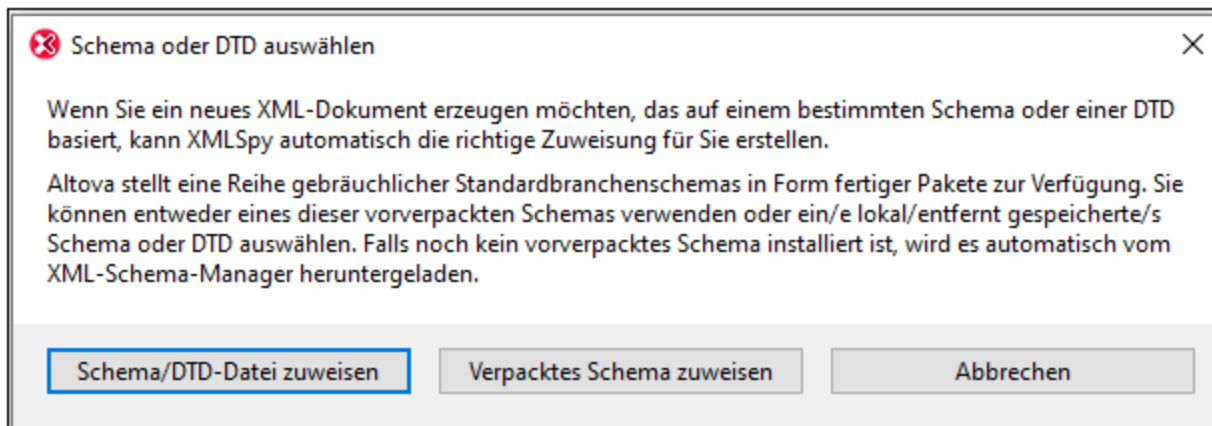 Schema oder DTD auswählen
Wenn Sie ein neues XML-Dokument erzeugen möchten, das auf einem bestimmten Schema oder einer DTD
basiert, kann XMLSpy automatisch die richtige Zuweisung für Sie erstellen.
Altova stellt eine Reihe gebräuchlicher Standardbranchenschemas in Form fertiger Pakete zur Verfügung. Sie
können entweder eines dieser vorverpackten Schemas verwenden oder ein/e lokal/entfernt gespeicherte/s
Schema oder DTD auswählen. Falls noch kein vorverpacktes Schema installiert ist, wird es automatisch vom
XML-Schema-Manager heruntergeladen.
Schema/DTD-Datei zuweisen
Verpacktes Schema zuweisen
Abbrechen